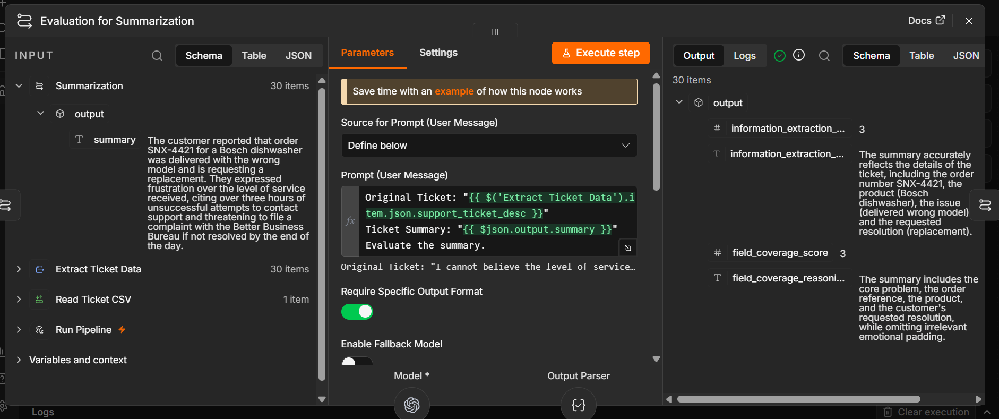 Evaluation for Summarization
Docs
INPUT
Schema
Table
JSON
Summarization
30 items
output
summary
The customer reported that order
SNX-4421 for a Bosch dishwasher
was delivered with the wrong
model and is requesting a
replacement. They expressed
frustration over the level of service
received, citing over three hours of
unsuccessful attempts to contact
support and threatening to file a
complaint with the Better Business
Bureau if not resolved by the end of
the day.
Extract Ticket Data
30 items
Read Ticket CSV
1 item
Run Pipeline
Variables and context
Parameters
Settings
Execute step
Save time with an example of how this node works
Source for Prompt (User Message)
Define below
Prompt (User Message)
fx
Original Ticket: "{{ $('Extract Ticket Data').i
tem.json.support_ticket_desc }}"
Ticket Summary: "{{ $json.output.summary }}"
Evaluate the summary.
Original Ticket: "I cannot believe the level of service…
Require Specific Output Format
Enable Fallback Model
Model *
Output Parser
Output
Logs
Schema
Table
JSON
30 items
output
# information_extraction_... 3
T information_extraction_...
The summary accurately
reflects the details of the
ticket, including the order
number SNX-4421, the
product (Bosch
dishwasher), the issue
(delivered wrong model),
and the requested
resolution (replacement).
# field_coverage_score 3
T field_coverage_reasoni...
The summary includes the
core problem, the order
reference, the product,
and the customer's
requested resolution,
while omitting irrelevant
emotional padding.
Logs
Clear execution